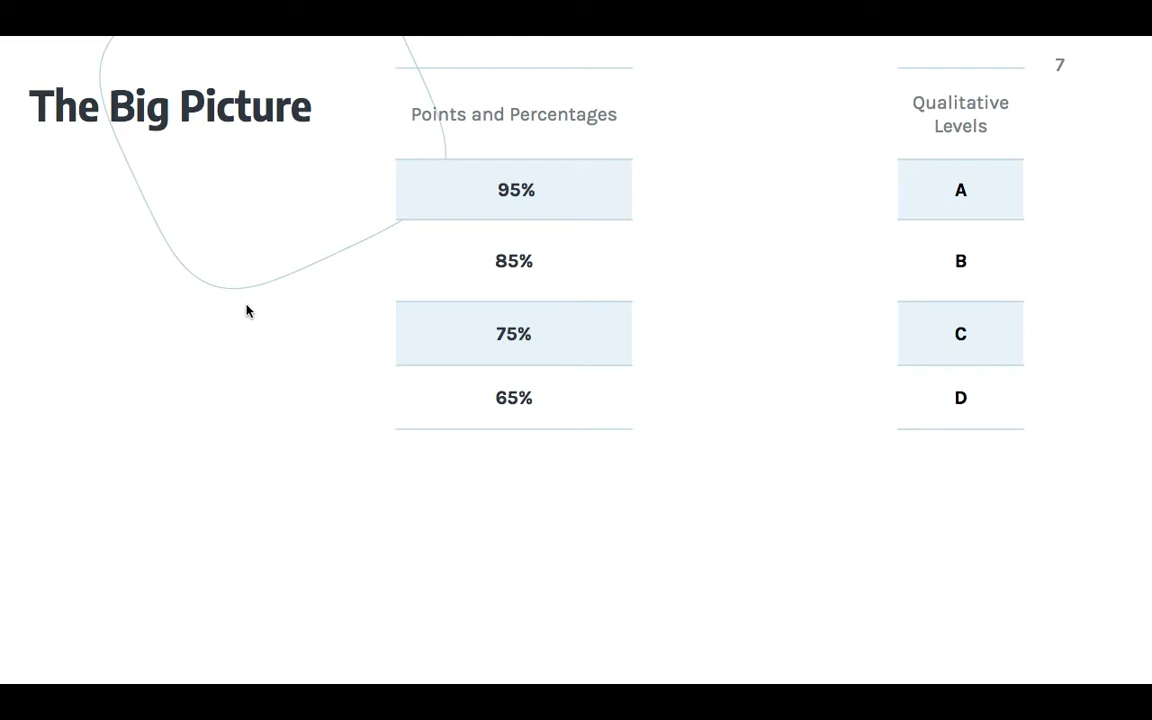 7
The Big Picture
Points and Percentages
Qualitative
Levels
95%
A
85%
B
75%
C
65%
D